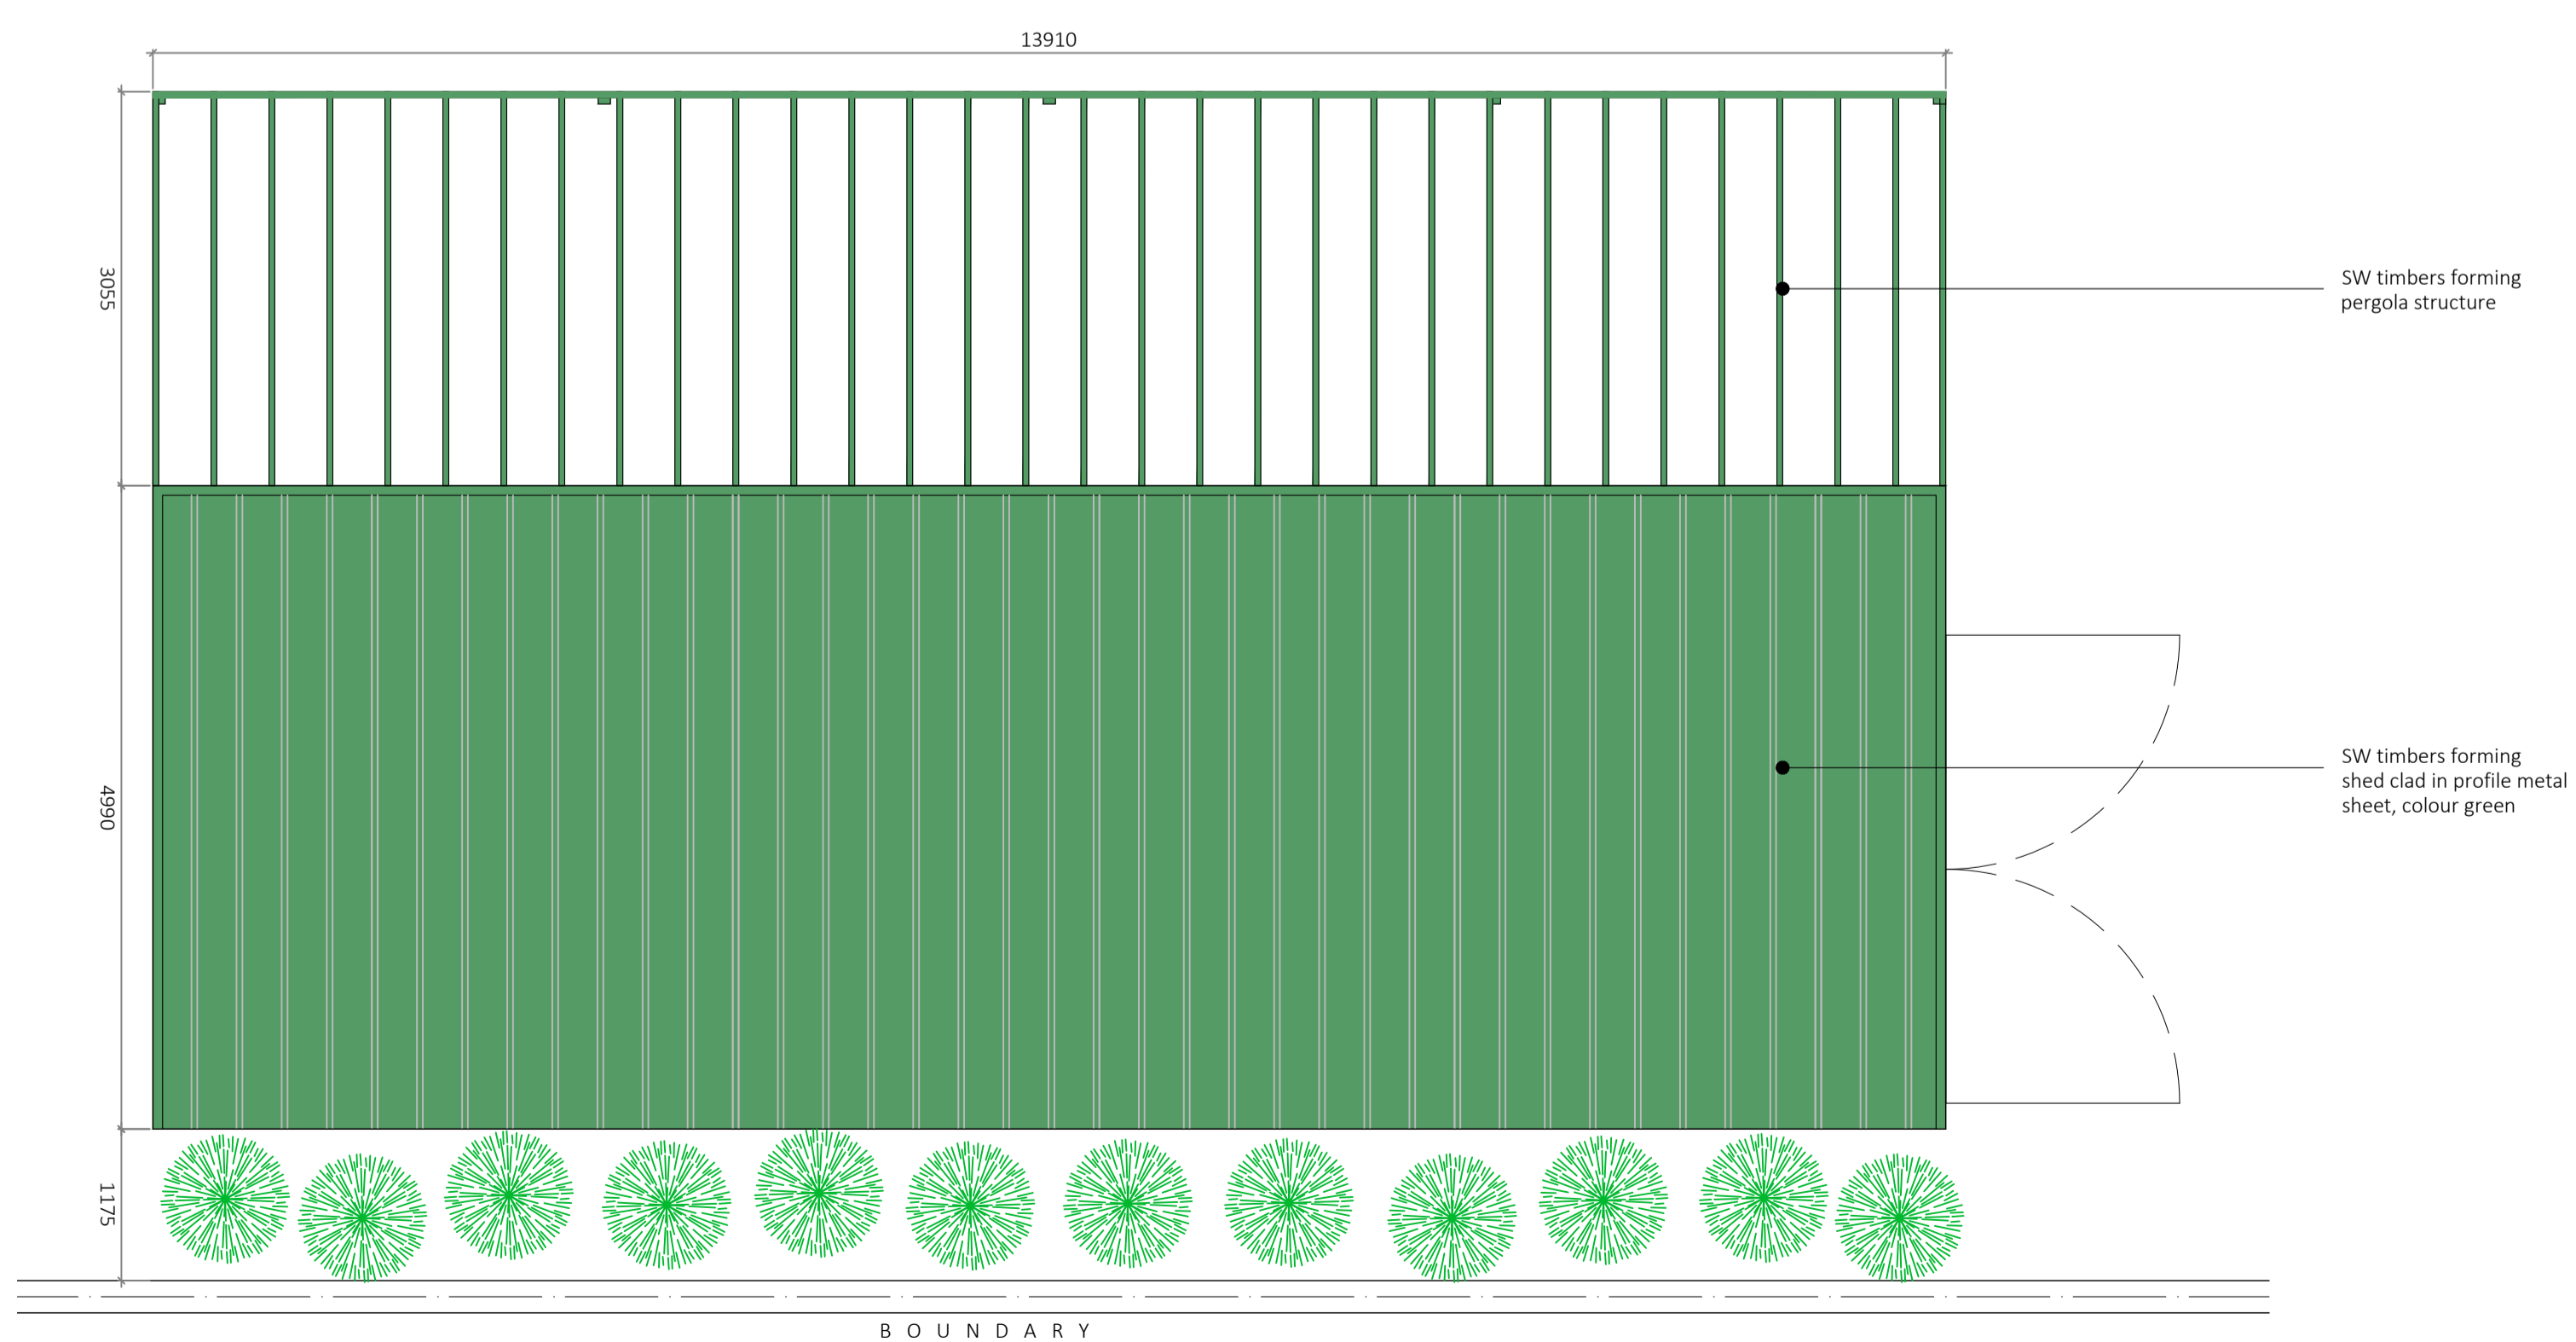 13910
3055
SW timbers forming
pergola structure
4990
SW timbers forming
shed clad in profile metal
sheet, colour green
1175
BOUNDARY